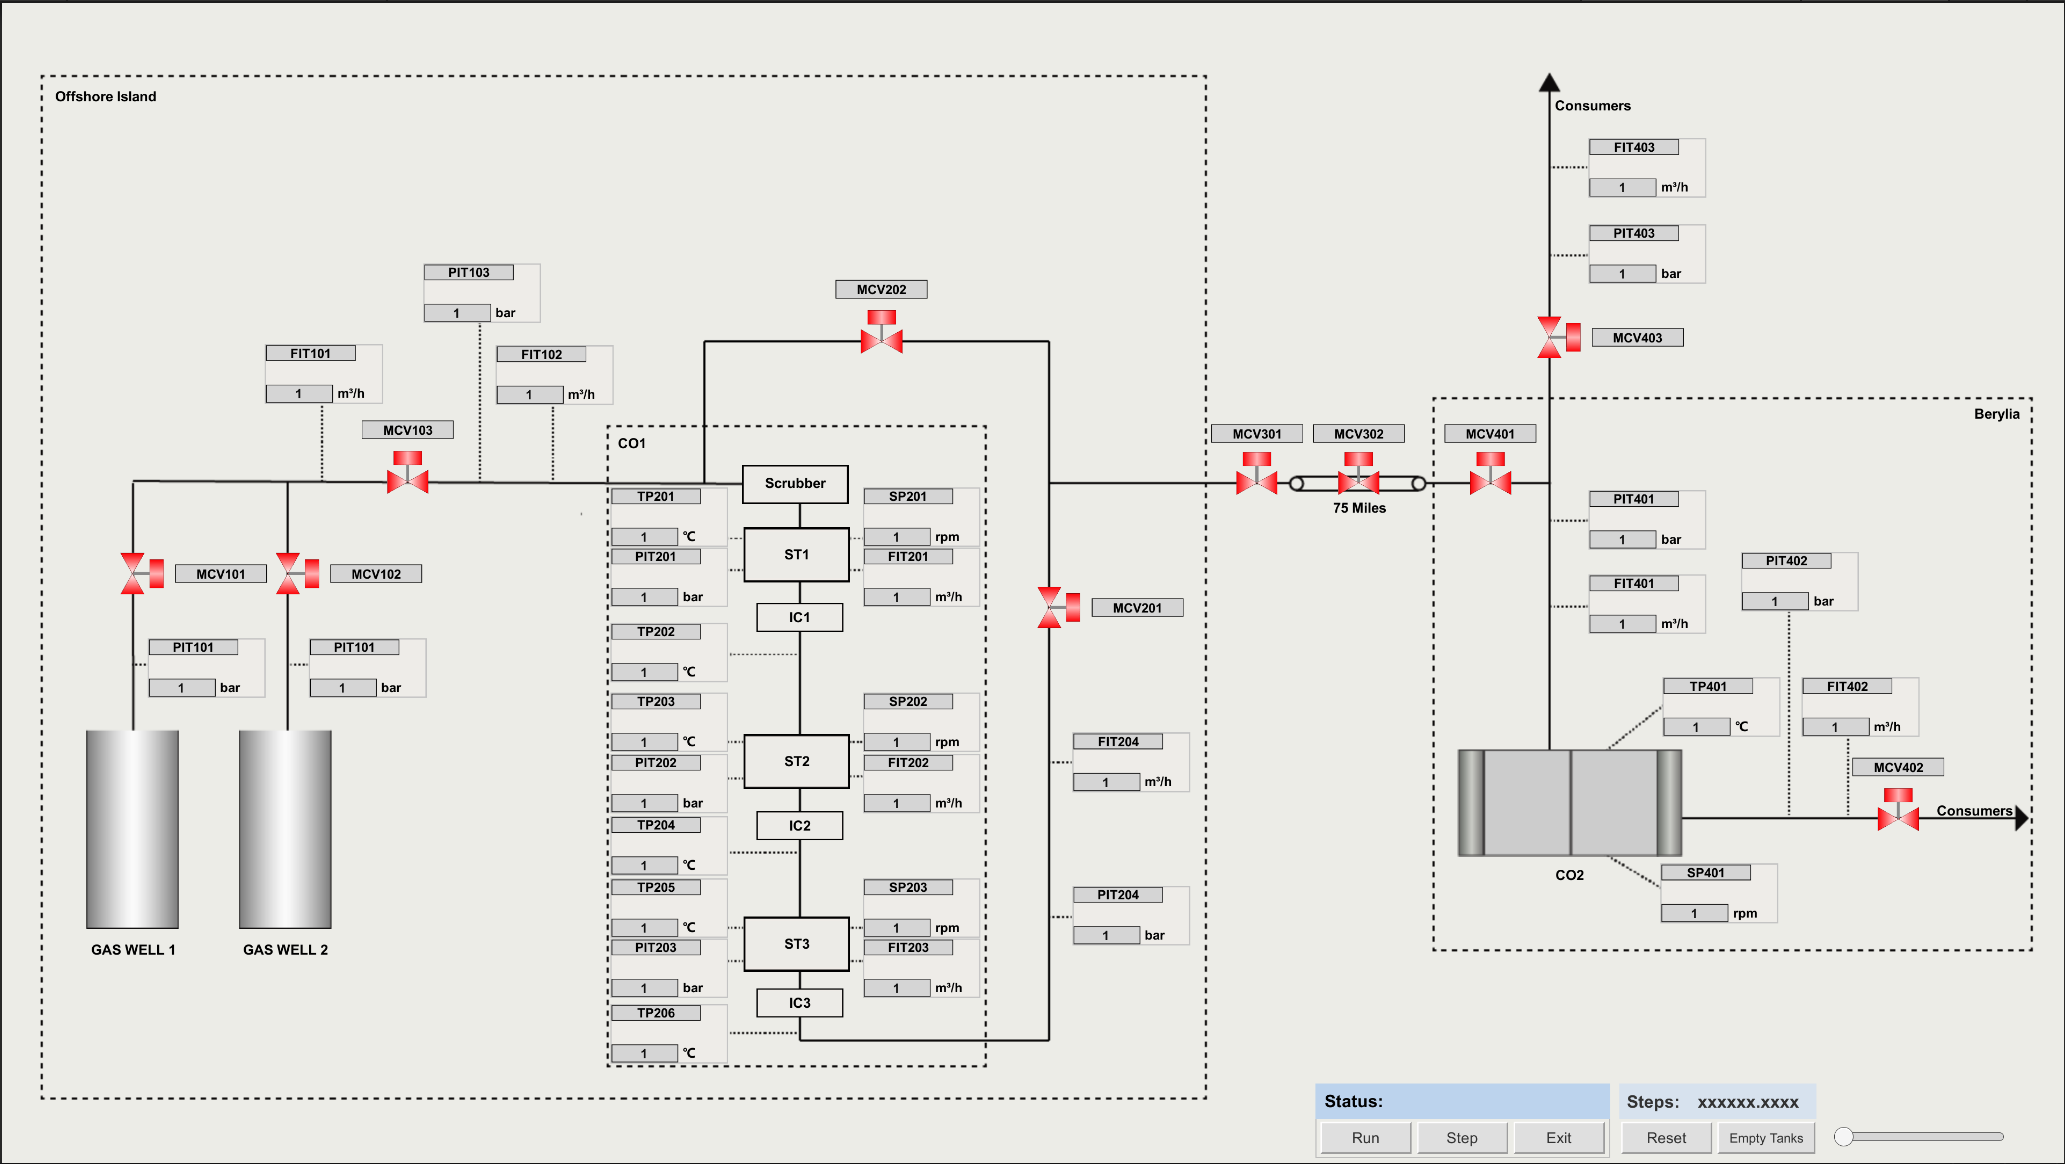 Offshore Island
Consumers
FIT403
1 m³/h
PIT403
1 bar
MCV403
PIT103
1 bar
MCV202
FIT101
1 m³/h
FIT102
1 m³/h
MCV103
CO1
MCV301
MCV302
MCV401
75 Miles
Berylia
Scrubber
TP201
1 ℃
SP201
1 rpm
ST1
PIT201
1 bar
FIT201
1 m³/h
IC1
MCV101
MCV102
MCV201
PIT101
1 bar
PIT101
1 bar
TP202
1 ℃
TP203
1 ℃
SP202
1 rpm
ST2
PIT202
1 bar
FIT202
1 m³/h
IC2
TP204
1 ℃
TP205
1 ℃
SP203
1 rpm
ST3
PIT203
1 bar
FIT203
1 m³/h
IC3
TP206
1 ℃
FIT204
1 m³/h
PIT204
1 bar
GAS WELL 1
GAS WELL 2
PIT401
1 bar
FIT401
1 m³/h
PIT402
1 bar
TP401
1 ℃
FIT402
1 m³/h
MCV402
Consumers
CO2
SP401
1 rpm
Status:
Steps: xxxxxx.xxxx
Run
Step
Exit
Reset
Empty Tanks